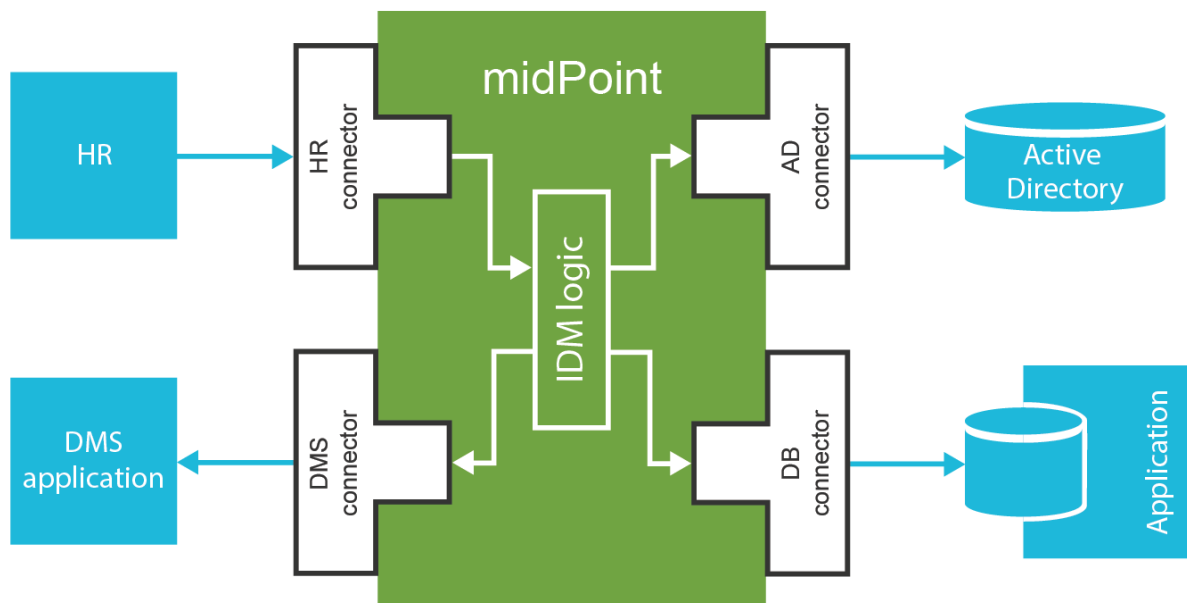 midPoint
HR
HR
connector
AD
connector
Active
Directory
IDM logic
DMS
application
DMS
connector
DB
connector
Application